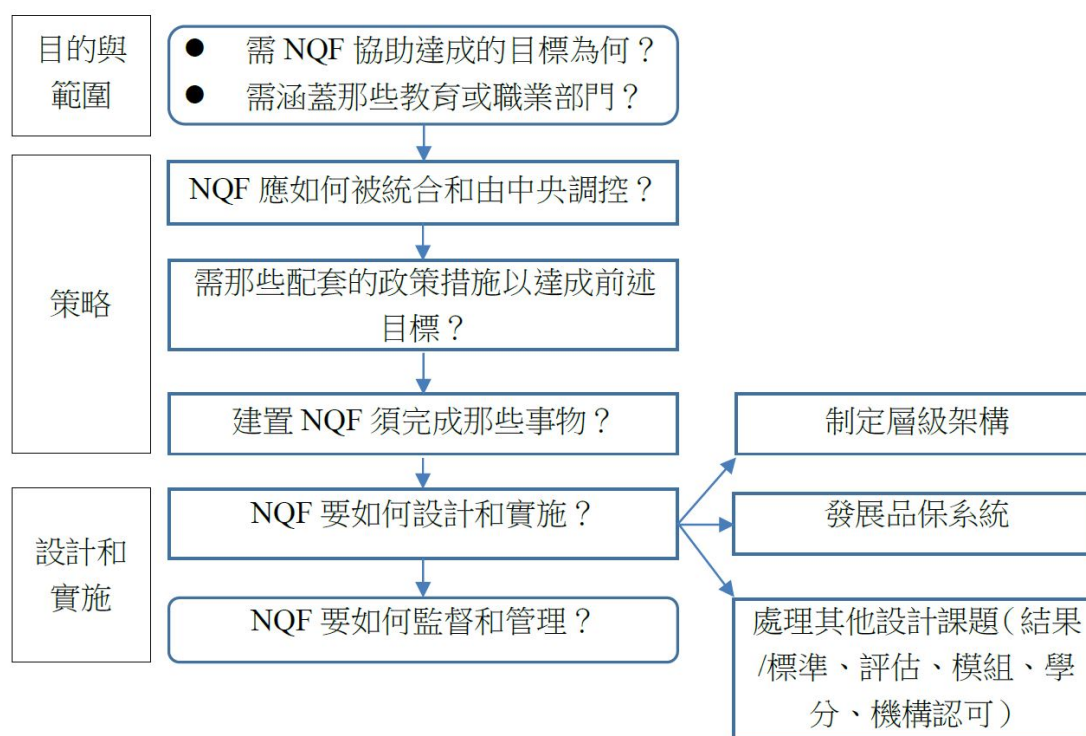 目的與
範圍
● 需 NQF 協助達成的目標為何？
● 需涵蓋那些教育或職業部門？
策略
NQF 應如何被統合和由中央調控？
需那些配套的政策措施以達成前述
目標？
建置 NQF 須完成那些事物？
設計和
實施
NQF 要如何設計和實施？
NQF 要如何監督和管理？
制定層級架構
發展品保系統
處理其他設計課題（結果
/標準、評估、模組、學
分、機構認可）